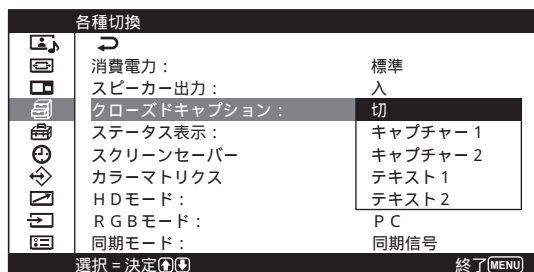 各種切換
消費電力： 標準
スピーカー出力： 入
クローズドキャプション： 切
ステータス表示： キャプチャー 1
スクリーンセーバー キャプチャー 2
カラーマトリクス テキスト 1
ＨＤモード： テキスト 2
ＲＧＢモード： ＰＣ
同期モード： 同期信号
選択 = 決定 終了 MENU